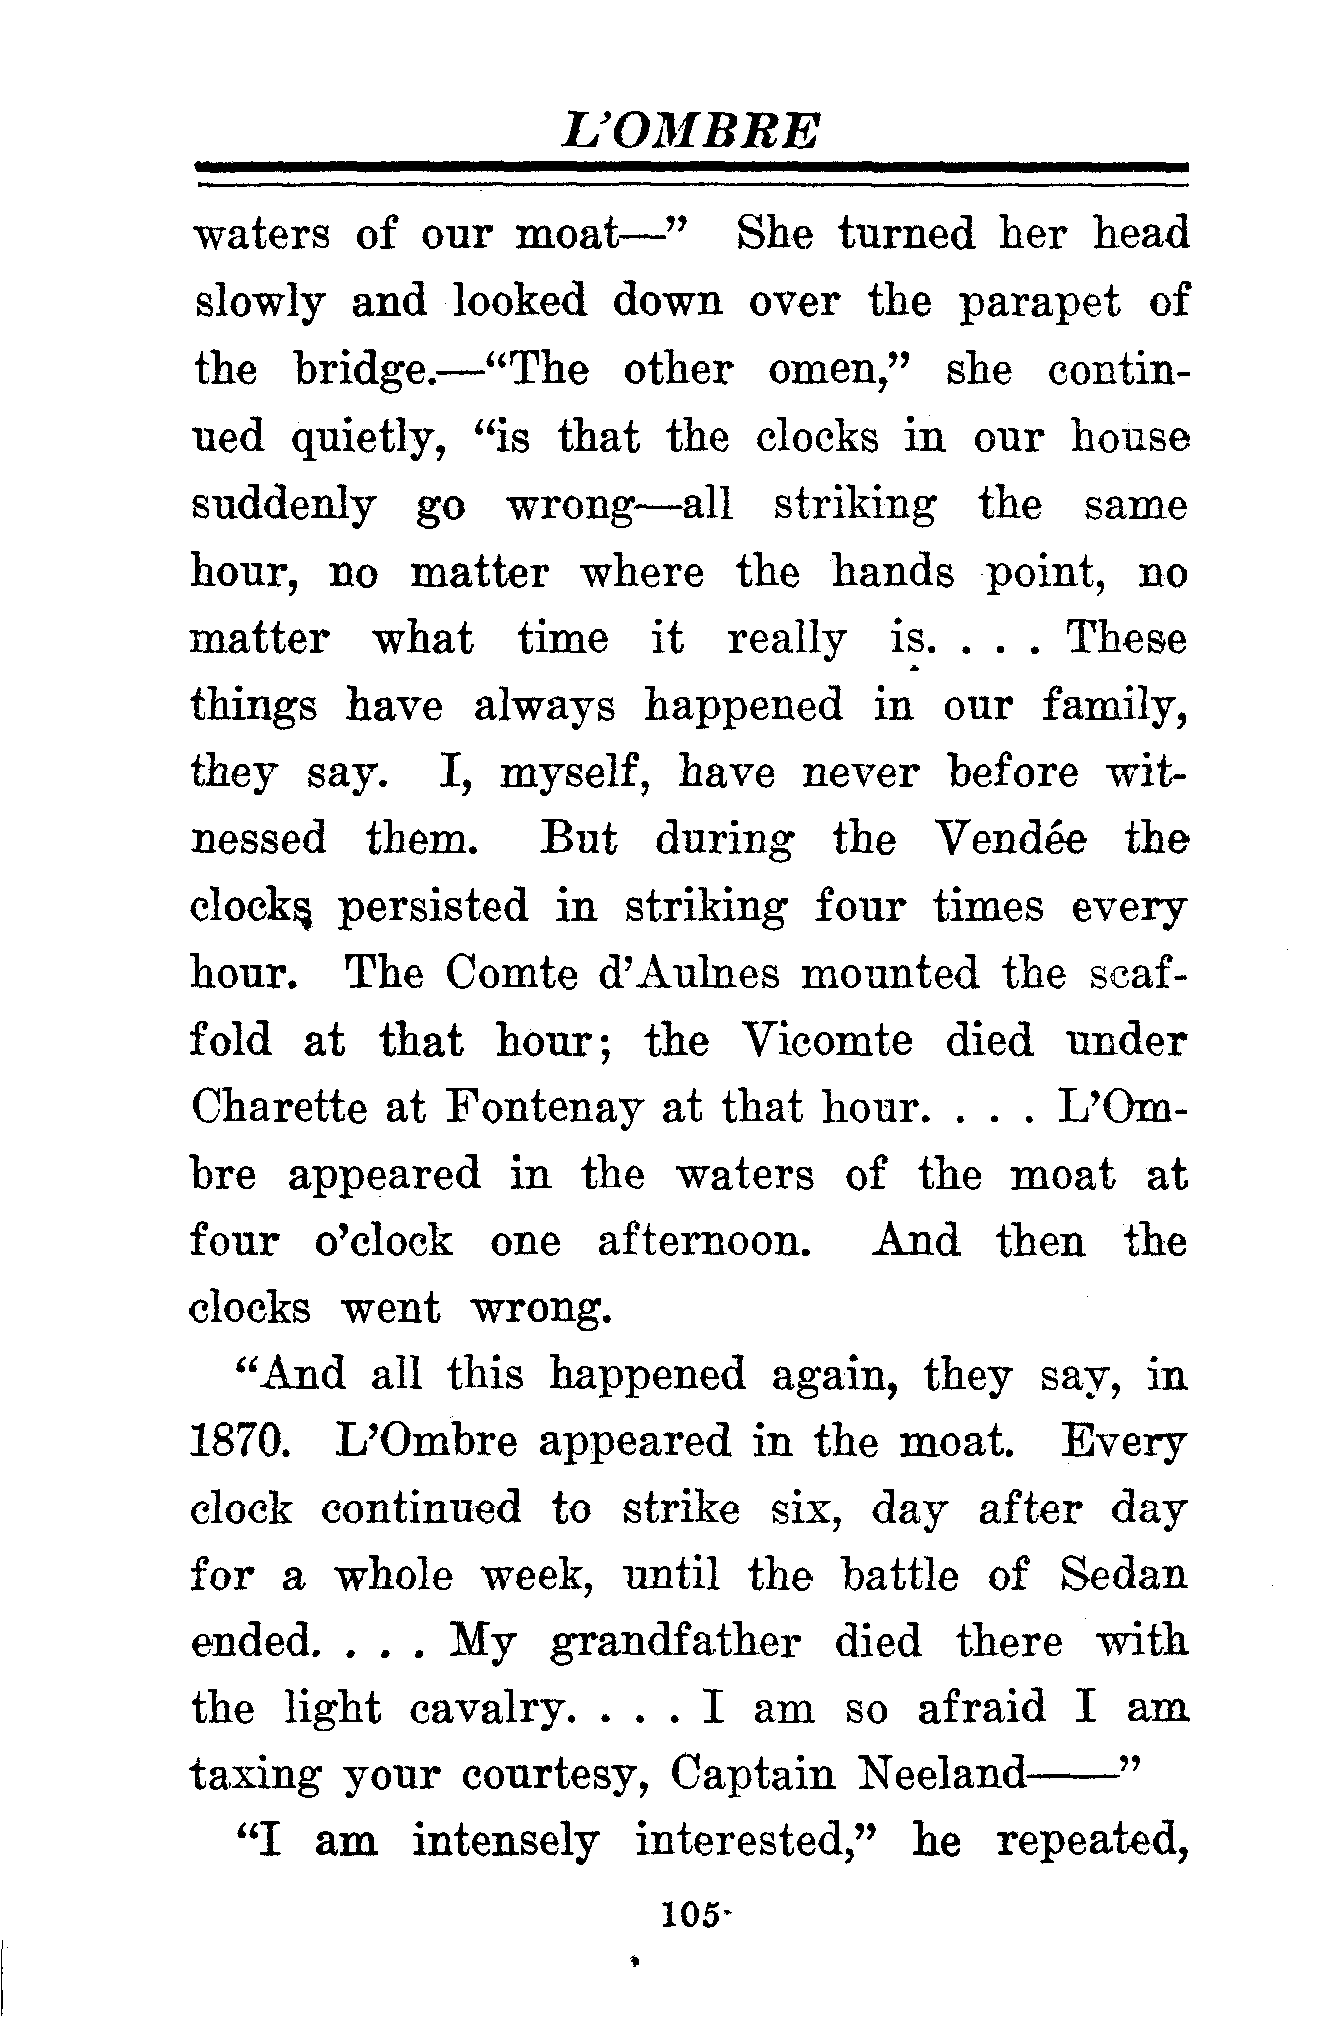 L'OMBRE
waters of our moat—" She turned her head
slowly and looked down over the parapet of
the bridge.—"The other omen," she contin-
ued quietly, "is that the clocks in our house
suddenly go wrong—all striking the same
hour, no matter where the hands point, no
matter what time it really is. . . . These
things have always happened in our family,
they say. I, myself, have never before wit-
nessed them. But during the Vendée the
clocks persisted in striking four times every
hour. The Comte d'Aulnes mounted the scaf-
fold at that hour; the Vicomte died under
Charette at Fontenay at that hour. . . . L'Om-
bre appeared in the waters of the moat at
four o'clock one afternoon. And then the
clocks went wrong.
"And all this happened again, they say, in
1870. L'Ombre appeared in the moat. Every
clock continued to strike six, day after day
for a whole week, until the battle of Sedan
ended. . . . My grandfather died there with
the light cavalry. . . . I am so afraid I am
taxing your courtesy, Captain Neeland——"
"I am intensely interested," he repeated,
105